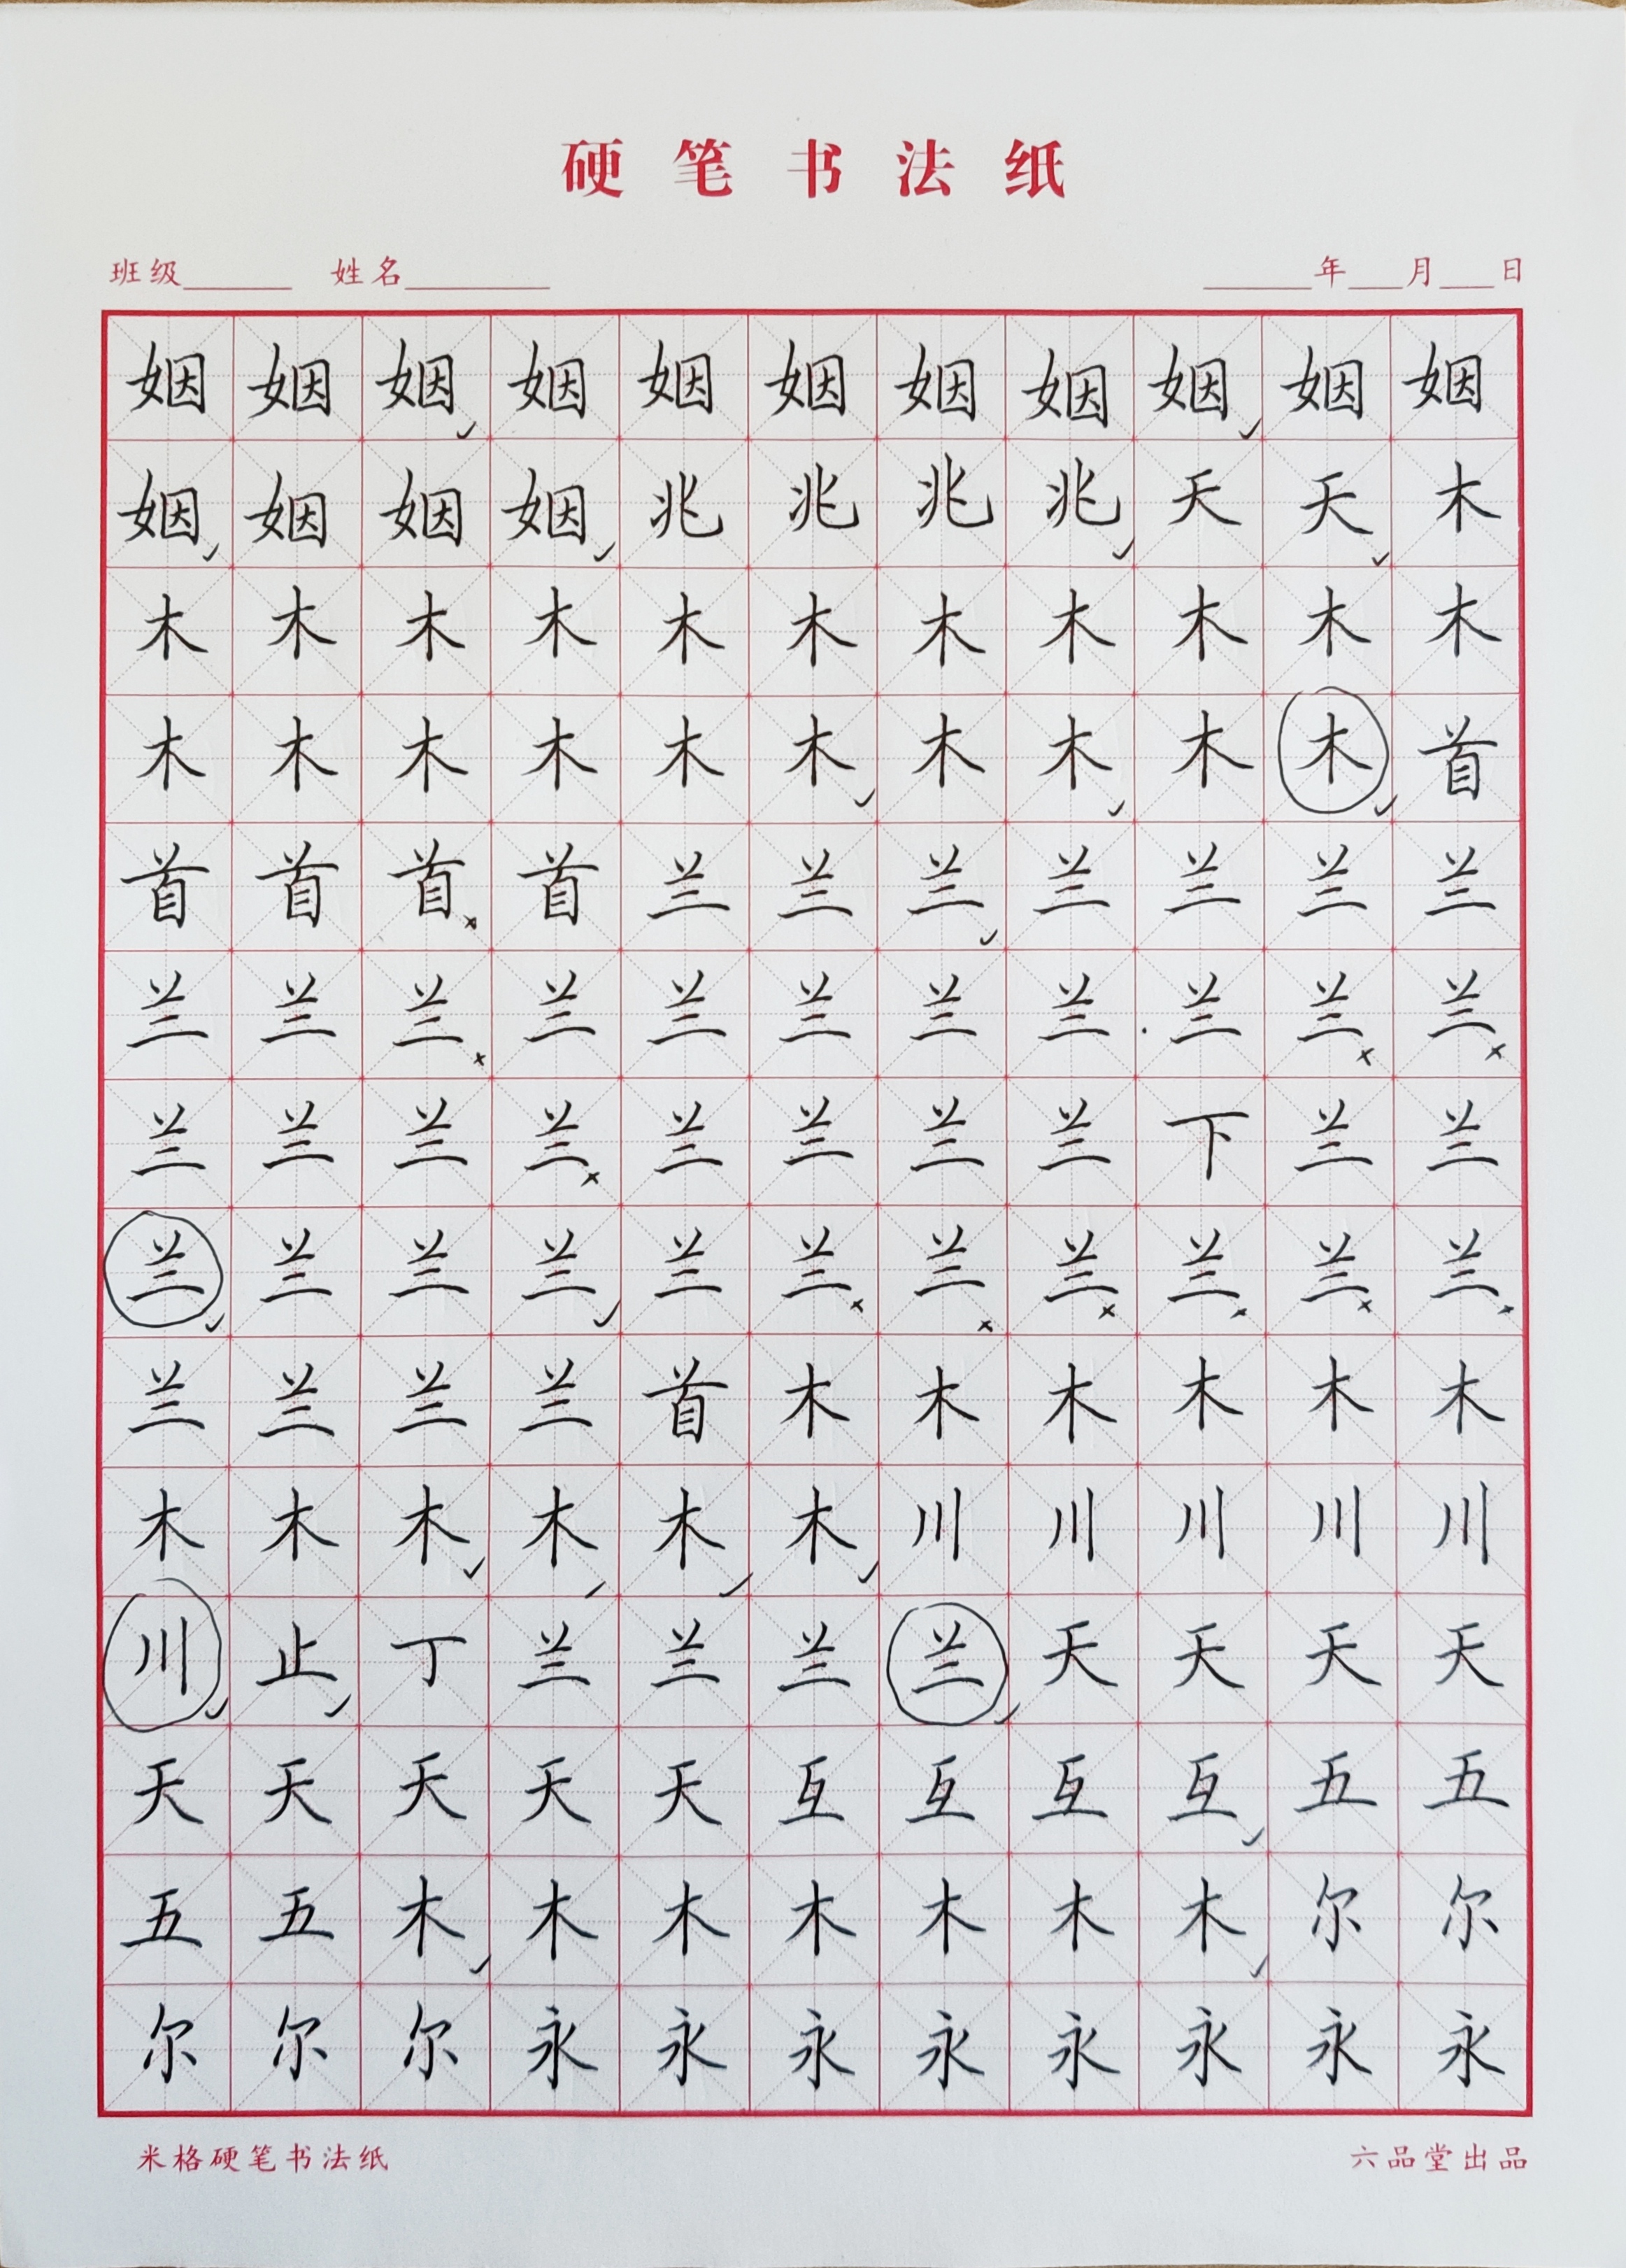 硬笔书法纸
班级______ 姓名________ ______年___月___日
姻姻姻姻姻姻姻姻姻姻姻
姻姻姻姻兆兆兆兆天天木
木木木木木木木木木木木
木木木木木木木木木木首
首首首首兰兰兰兰兰兰兰
兰兰兰兰兰兰兰兰兰兰兰
兰兰兰兰兰兰兰兰下兰兰
兰兰兰兰兰兰兰兰兰兰兰
兰兰兰兰首木木木木木木
木木木木木木川川川川川
川止丁兰兰兰兰天天天天
天天天天天互互互互五五
五五木木木木木木木尔尔
尔尔尔永永永永永永永永
米格硬笔书法纸 六品堂出品